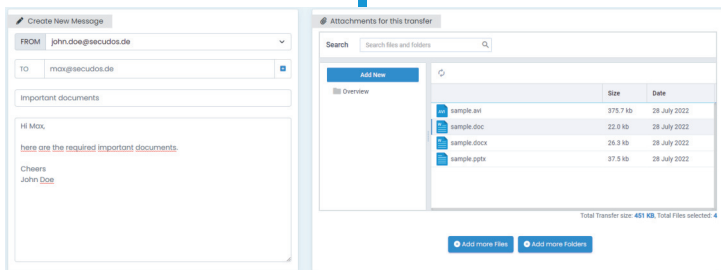 Create New Message
FROM john.doe@secudos.de
TO max@secudos.de
Important documents
Hi Max,
here are the required important documents.
Cheers
John Doe
Attachments for this transfer
Search Search files and folders
Add New
Overview
Size Date
AVI sample.avi 375.7 kb 28 July 2022
sample.doc 22.0 kb 28 July 2022
sample.docx 26.3 kb 28 July 2022
sample.pptx 37.5 kb 28 July 2022
Total Transfer size: 451 KB, Total Files selected: 4
Add more Files Add more Folders